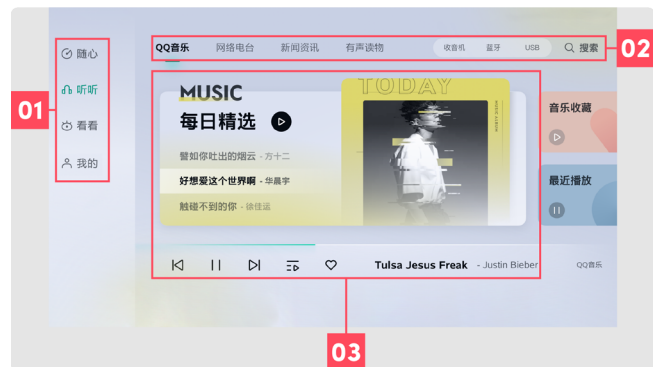 01
随心
听听
看看
我的
02
QQ音乐 网络电台 新闻资讯 有声读物 收音机 蓝牙 USB 搜索
MUSIC
每日精选
譬如你吐出的烟云 - 方十二
好想爱这个世界啊 - 华晨宇
触碰不到的你 - 徐佳运
TODAY
MUSIC ALBUM
音乐收藏
最近播放
Tulsa Jesus Freak - Justin Bieber QQ音乐
03